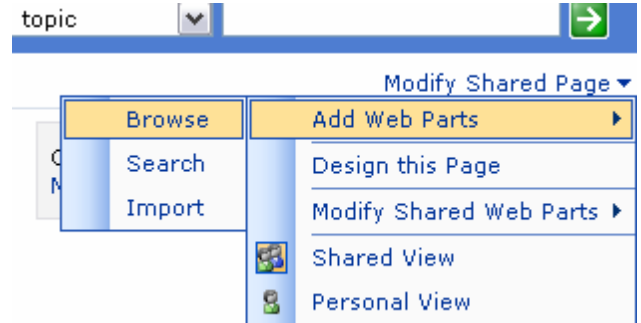 topic
Modify Shared Page
Browse
Add Web Parts
Search
Design this Page
Import
Modify Shared Web Parts
Shared View
Personal View